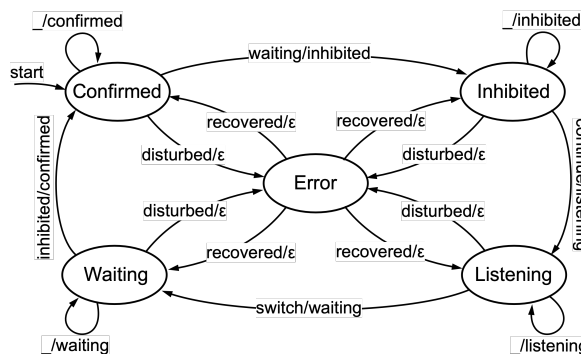 _/confirmed
_/inhibited
start
waiting/inhibited
Confirmed
Inhibited
recovered/ε
recovered/ε
disturbed/ε
disturbed/ε
inhibited/confirmed
Error
disturbed/ε
disturbed/ε
recovered/ε
recovered/ε
Waiting
Listening
switch/waiting
_/waiting
_/listening